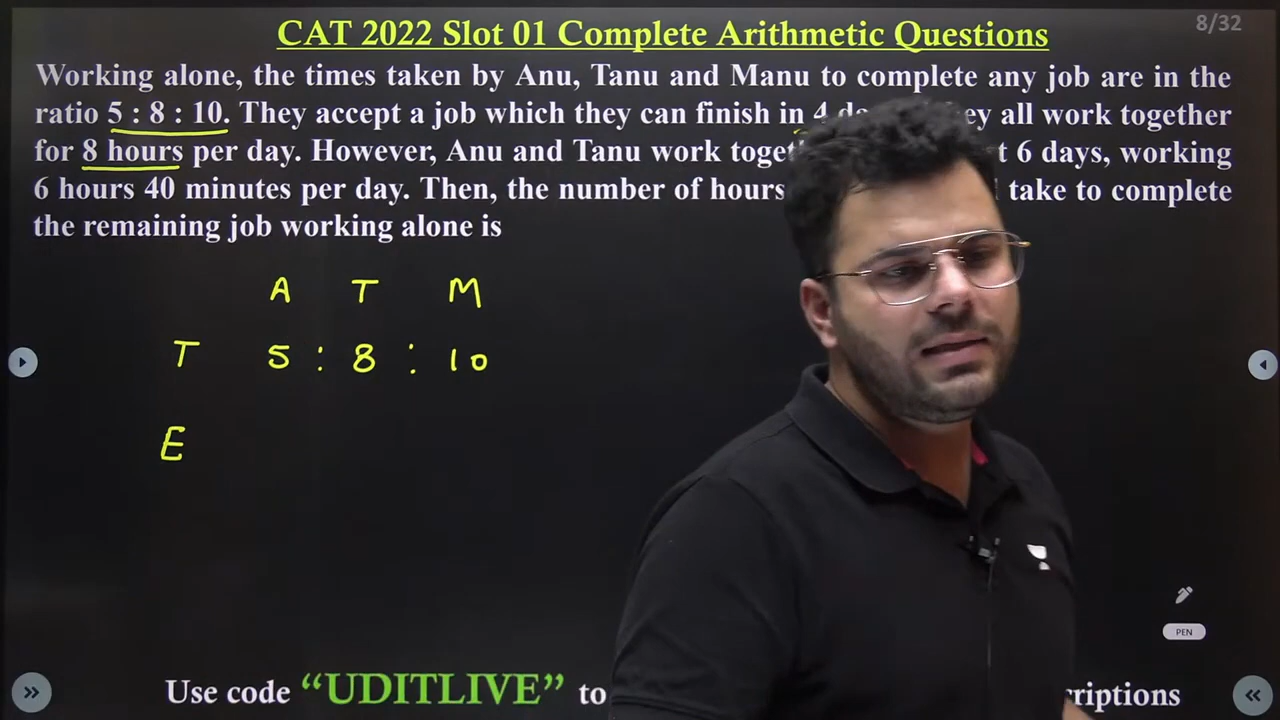 8/32
CAT 2022 Slot 01 Complete Arithmetic Questions
Working alone, the times taken by Anu, Tanu and Manu to complete any job are in the
ratio 5 : 8 : 10. They accept a job which they can finish in 4 all work together
for 8 hours per day. However, Anu and Tanu work 6 days, working
6 hours 40 minutes per day. Then, the number of hours take to complete
the remaining job working alone is
A T M
T 5 : 8 : 10
E
PEN
Use code “UDITLIVE” to